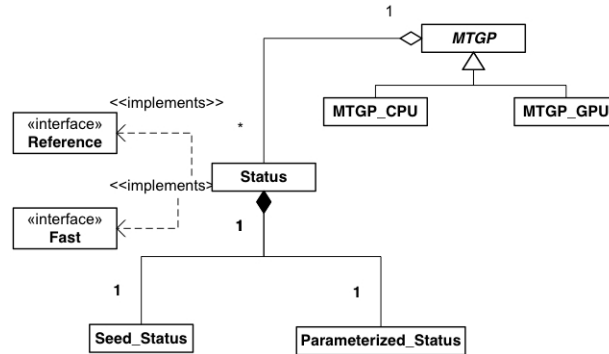 1
MTGP
MTGP_CPU
MTGP_GPU
<<implements>>
*
«interface»
Reference
Status
<<implements>
«interface»
Fast
1
1
1
Seed_Status
Parameterized_Status